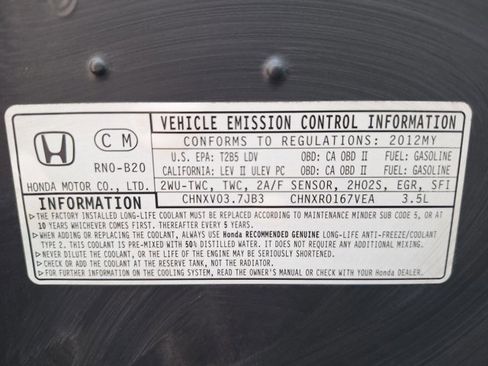 VEHICLE EMISSION CONTROL INFORMATION
CONFORMS TO REGULATIONS: 2012MY
C M
RN0-B20
HONDA MOTOR CO., LTD.
U.S. EPA: T2B5 LDV OBD: CA OBD II FUEL: GASOLINE
CALIFORNIA: LEV II ULEV PC OBD: CA OBD II FUEL: GASOLINE
2WU-TWC, TWC, 2A/F SENSOR, 2HO2S, EGR, SFI
CHNXV03.7JB3 CHNXR0167VEA 3.5L
INFORMATION
▷THE FACTORY INSTALLED LONG-LIFE COOLANT MUST BE REPLACED ACCORDING TO MAINTENANCE MINDER SUB CODE 5, OR AT
10 YEARS WHICHEVER COMES FIRST. THEREAFTER EVERY 5 YEARS.
▷WHEN ADDING OR REPLACING THE COOLANT, ALWAYS USE Honda RECOMMENDED GENUINE LONG-LIFE ANTI-FREEZE/COOLANT
TYPE 2. THIS COOLANT IS PRE-MIXED WITH 50% DISTILLED WATER. IT DOES NOT REQUIRE ANY ADDITIONAL MIXING.
▷NEVER DILUTE THE COOLANT, OR ENGINE LIFE MAY BE SERIOUSLY SHORTENED.
▷CHECK OR ADD COOLANT AT THE RESERVE TANK, NOT THE RADIATOR.
▷FOR FURTHER INFORMATION ON THE COOLING SYSTEM, READ THE OWNER'S MANUAL OR CHECK WITH YOUR Honda DEALER.